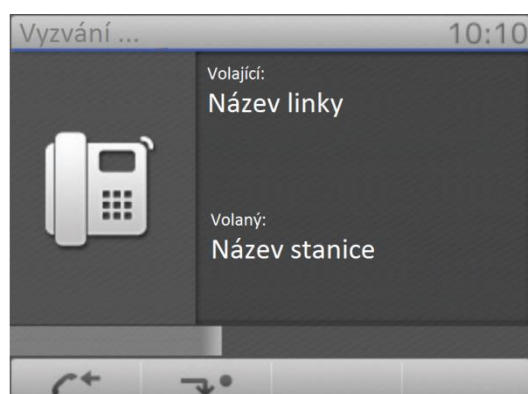 Vyzvání ... 10:10
Volající:
Název linky
Volaný:
Název stanice